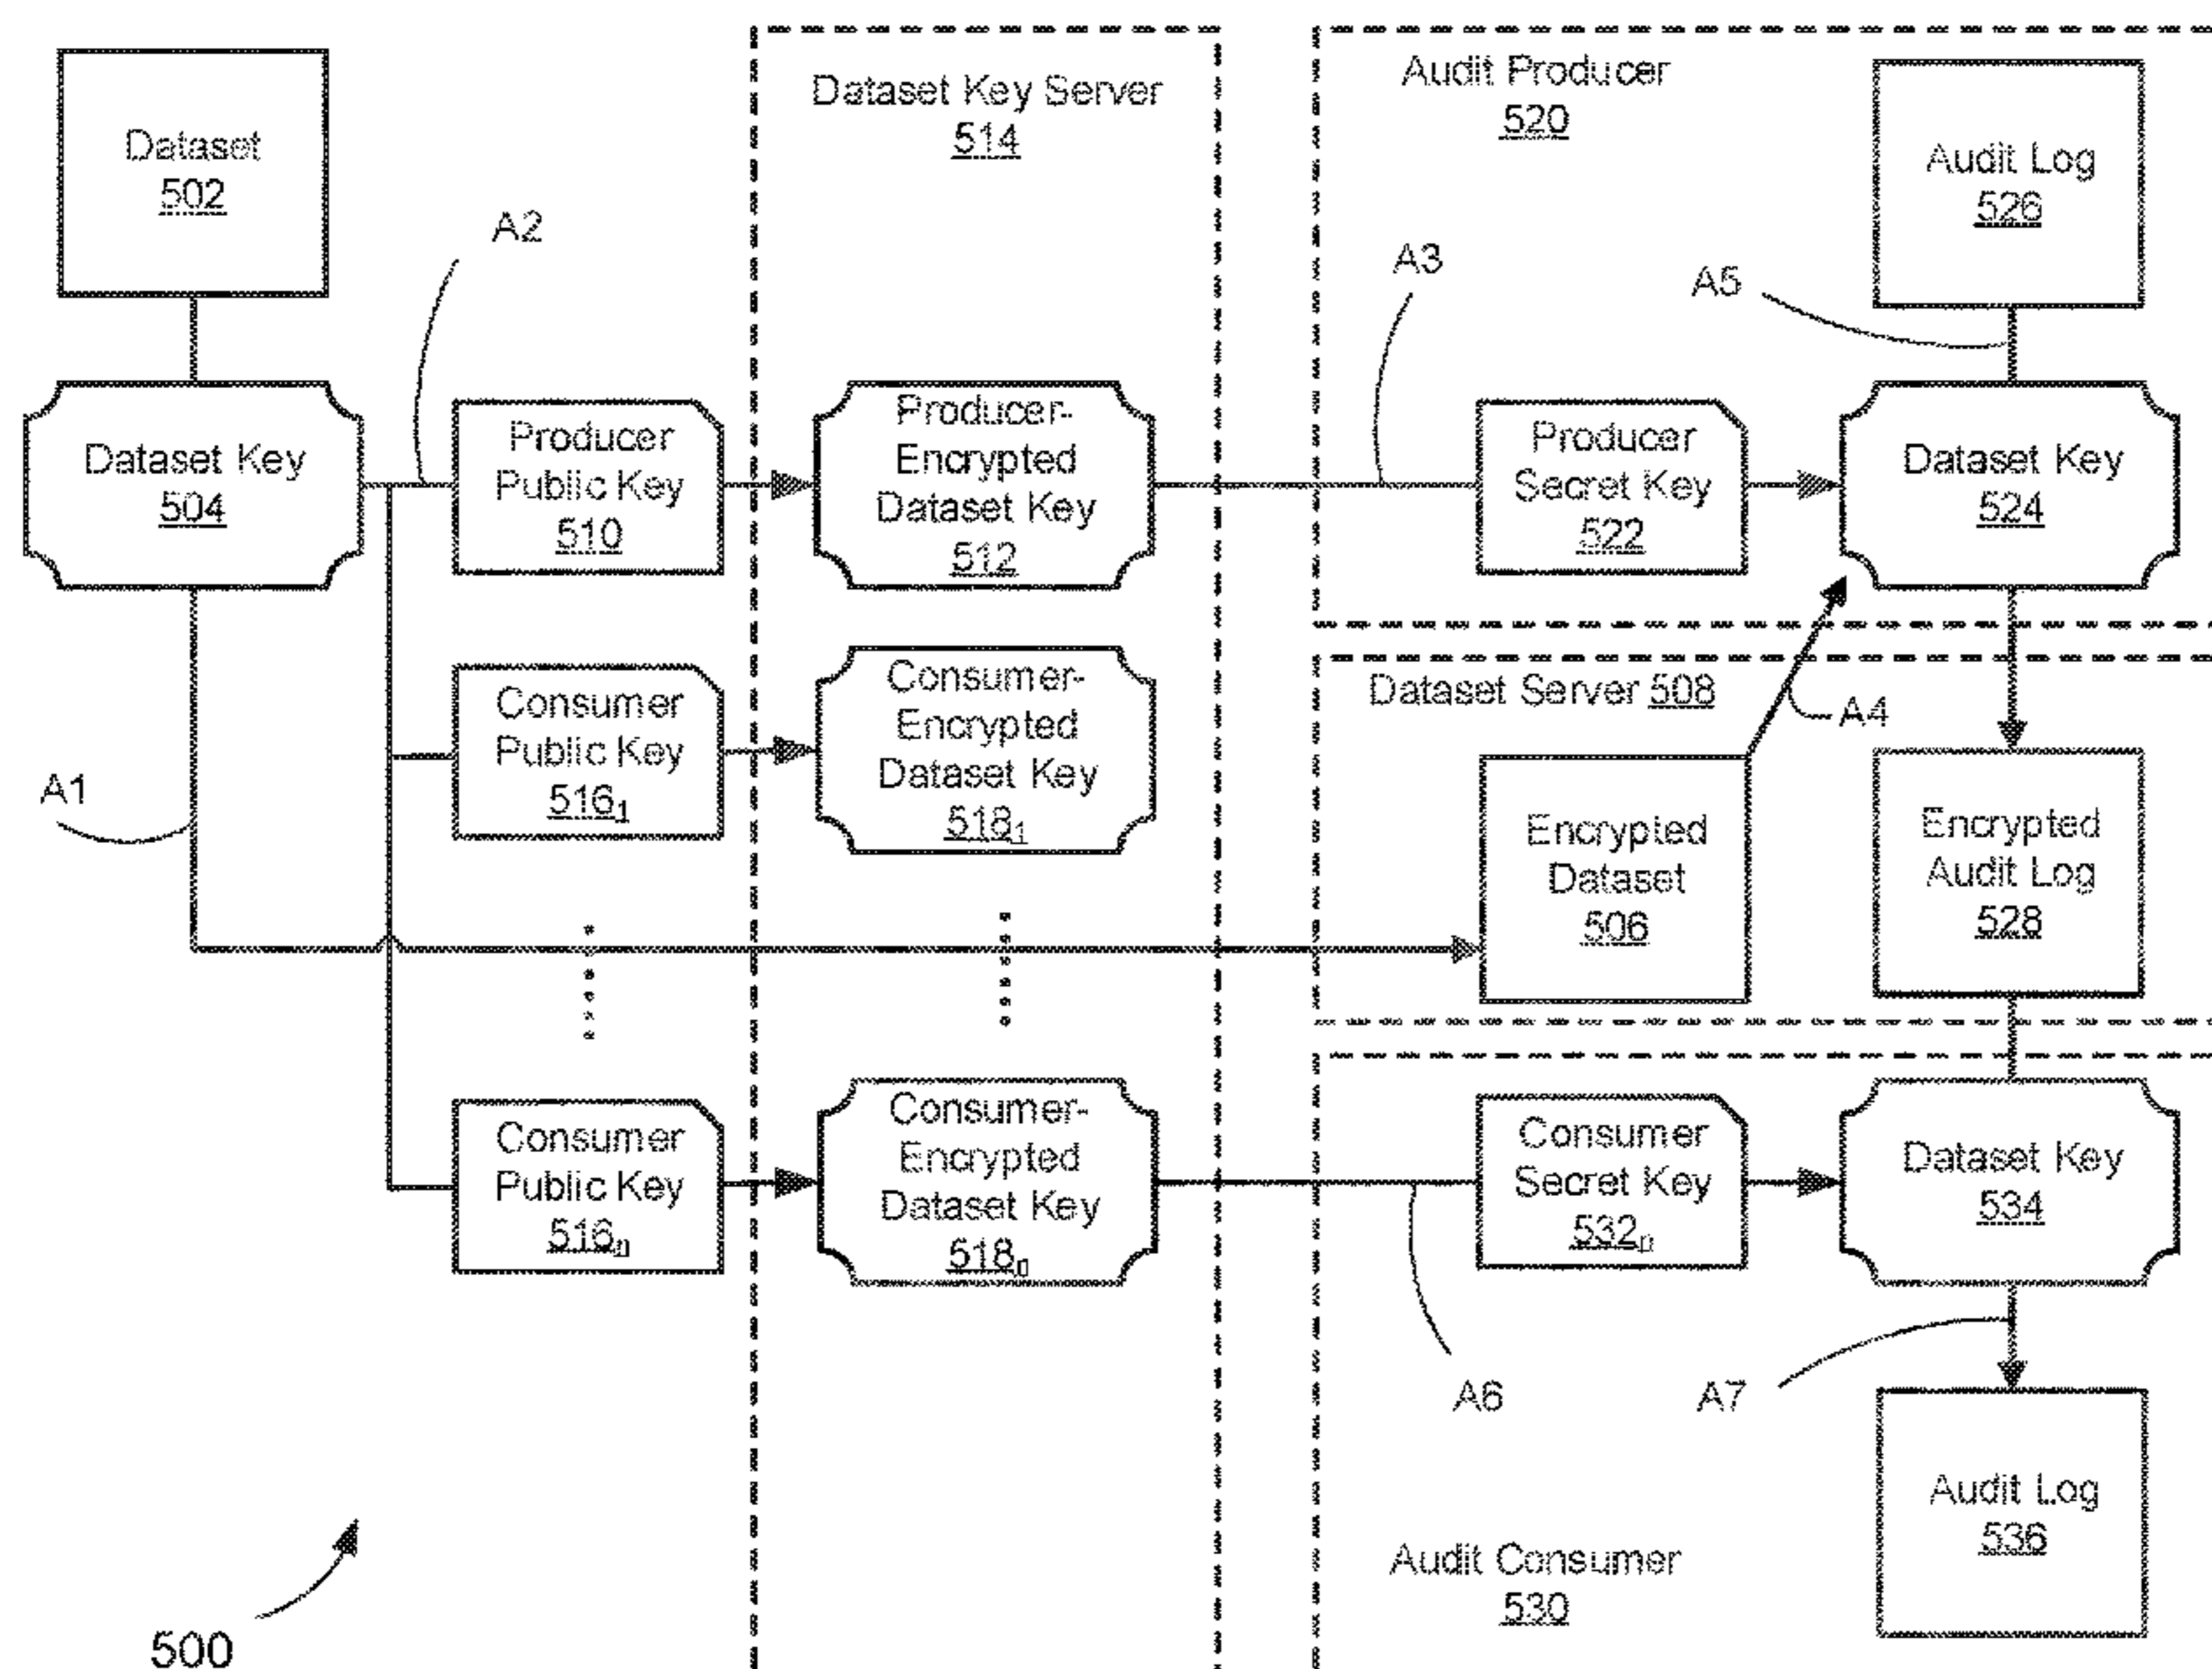 Dataset
502
A2
Dataset Key Server
514
Audit Producer
520
Audit Log
526
A3
A5
Dataset Key
504
Producer
Public Key
510
Producer-
Encrypted
Dataset Key
512
Producer
Secret Key
522
Dataset Key
524
Consumer
Public Key
516₁
Consumer-
Encrypted
Dataset Key
518₁
Dataset Server 508
A4
A1
Encrypted
Dataset
506
Encrypted
Audit Log
528
Consumer
Public Key
516ₙ
Consumer-
Encrypted
Dataset Key
518ₙ
Consumer
Secret Key
532ₙ
Dataset Key
534
A6
A7
Audit Log
536
Audit Consumer
530
500